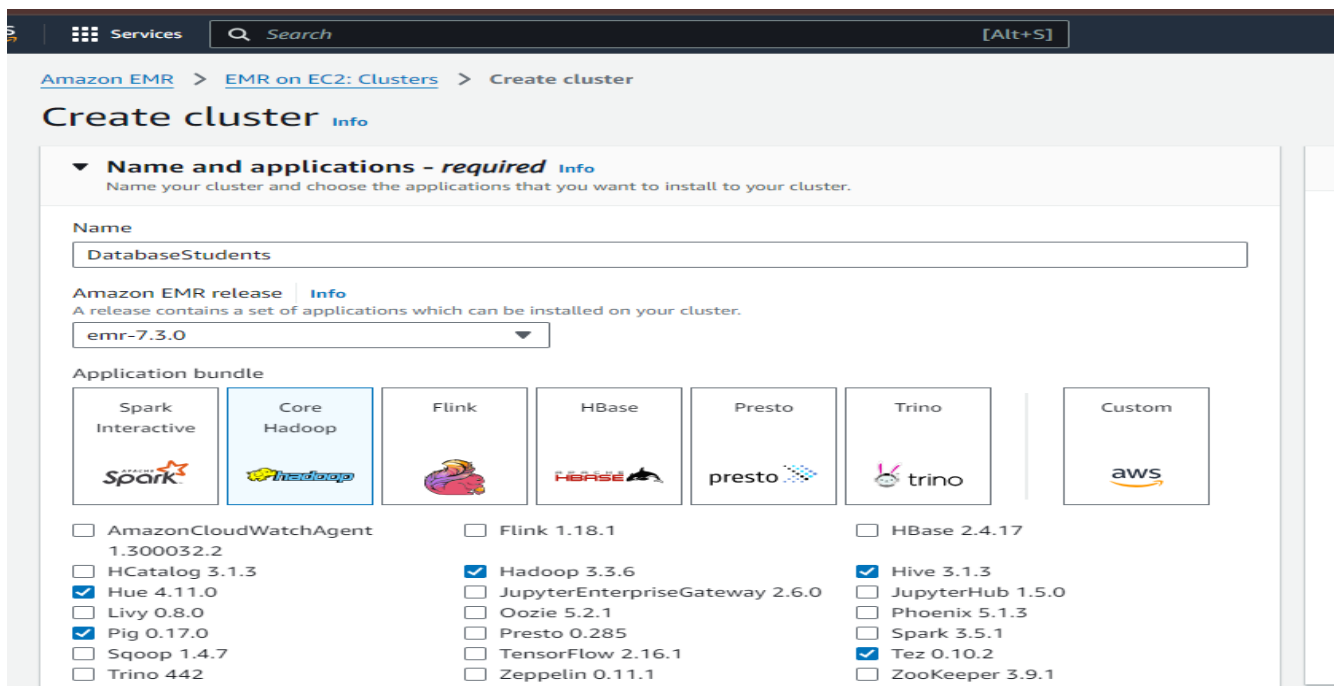 Services
Search
[Alt+S]
Amazon EMR > EMR on EC2: Clusters > Create cluster
Create cluster Info
Name and applications - required Info
Name your cluster and choose the applications that you want to install to your cluster.
Name
DatabaseStudents
Amazon EMR release Info
A release contains a set of applications which can be installed on your cluster.
emr-7.3.0
Application bundle
Spark
Interactive
APACHE
Spark
Core
Hadoop
hadoop
Flink
HBase
APACHE
HBASE
Presto
presto
Trino
trino
Custom
aws
AmazonCloudWatchAgent
1.300032.2
Flink 1.18.1
HBase 2.4.17
HCatalog 3.1.3
Hadoop 3.3.6
Hive 3.1.3
Hue 4.11.0
JupyterEnterpriseGateway 2.6.0
JupyterHub 1.5.0
Livy 0.8.0
Oozie 5.2.1
Phoenix 5.1.3
Pig 0.17.0
Presto 0.285
Spark 3.5.1
Sqoop 1.4.7
TensorFlow 2.16.1
Tez 0.10.2
Trino 442
Zeppelin 0.11.1
ZooKeeper 3.9.1